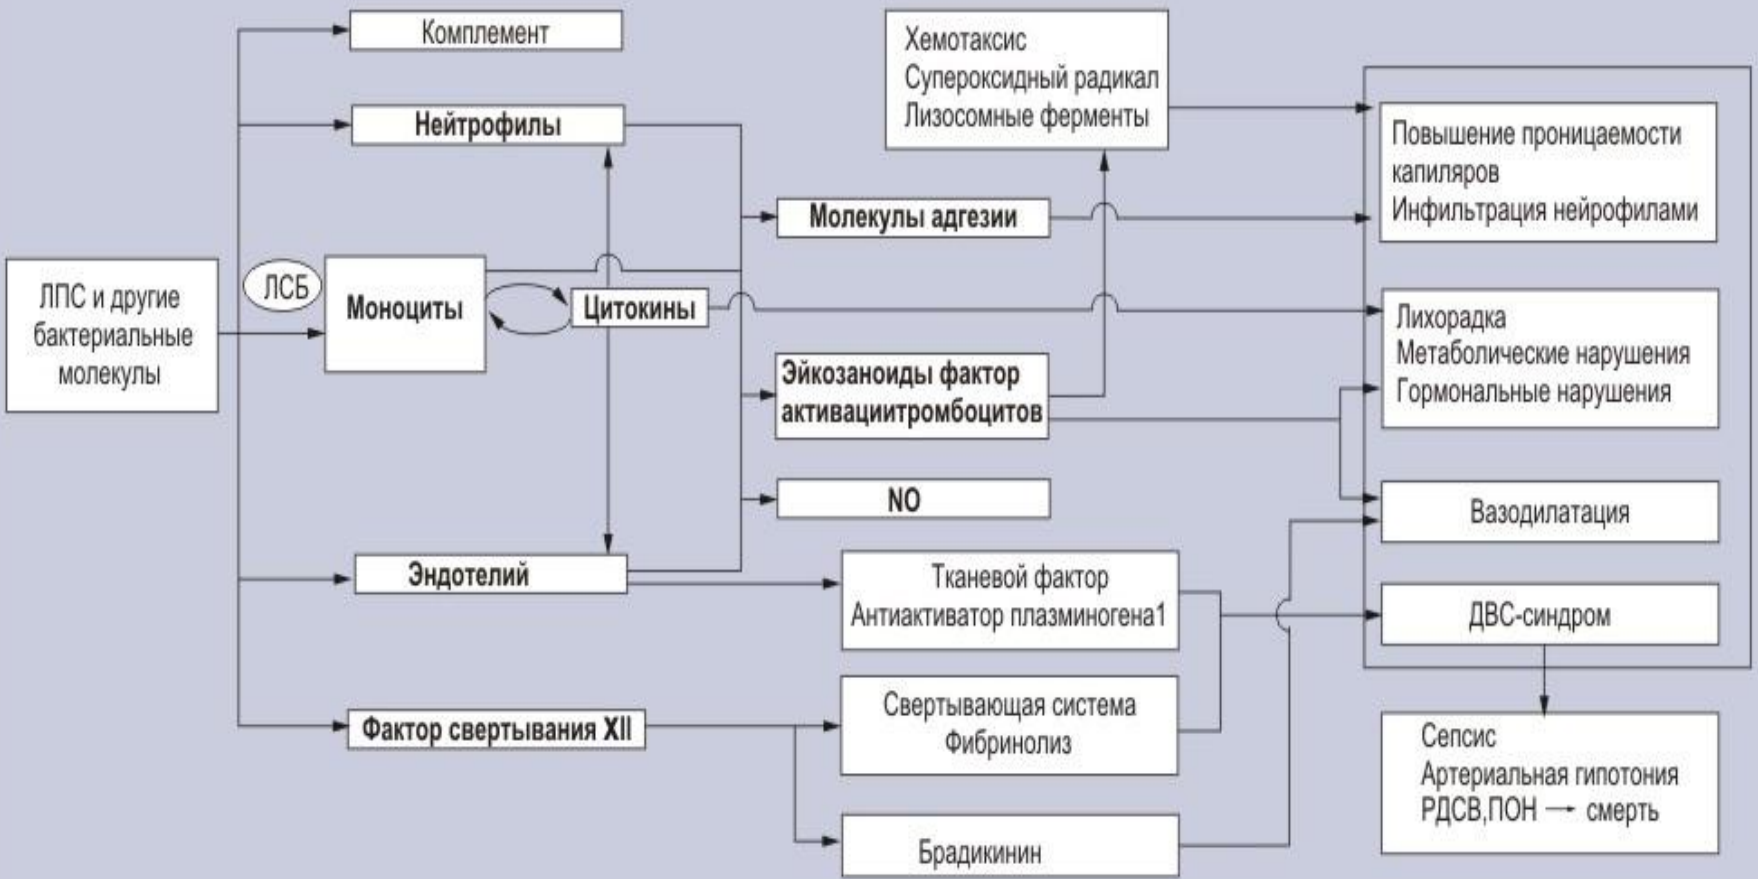 Комплемент
Нейтрофилы
ЛПС и другие
бактериальные
молекулы
ЛСБ
Моноциты
Цитокины
Эндотелий
Фактор свертывания XII
Хемотаксис
Супероксидный радикал
Лизосомные ферменты
Молекулы адгезии
Эйкозаноиды фактор
активациитромбоцитов
NO
Тканевой фактор
Антиактиватор плазминогена1
Свертывающая система
Фибринолиз
Брадикинин
Повышение проницаемости
капиляров
Инфильтрация нейрофилами
Лихорадка
Метаболические нарушения
Гормональные нарушения
Вазодилатация
ДВС-синдром
Сепсис
Артериальная гипотония
РДСВ,ПОН → смерть